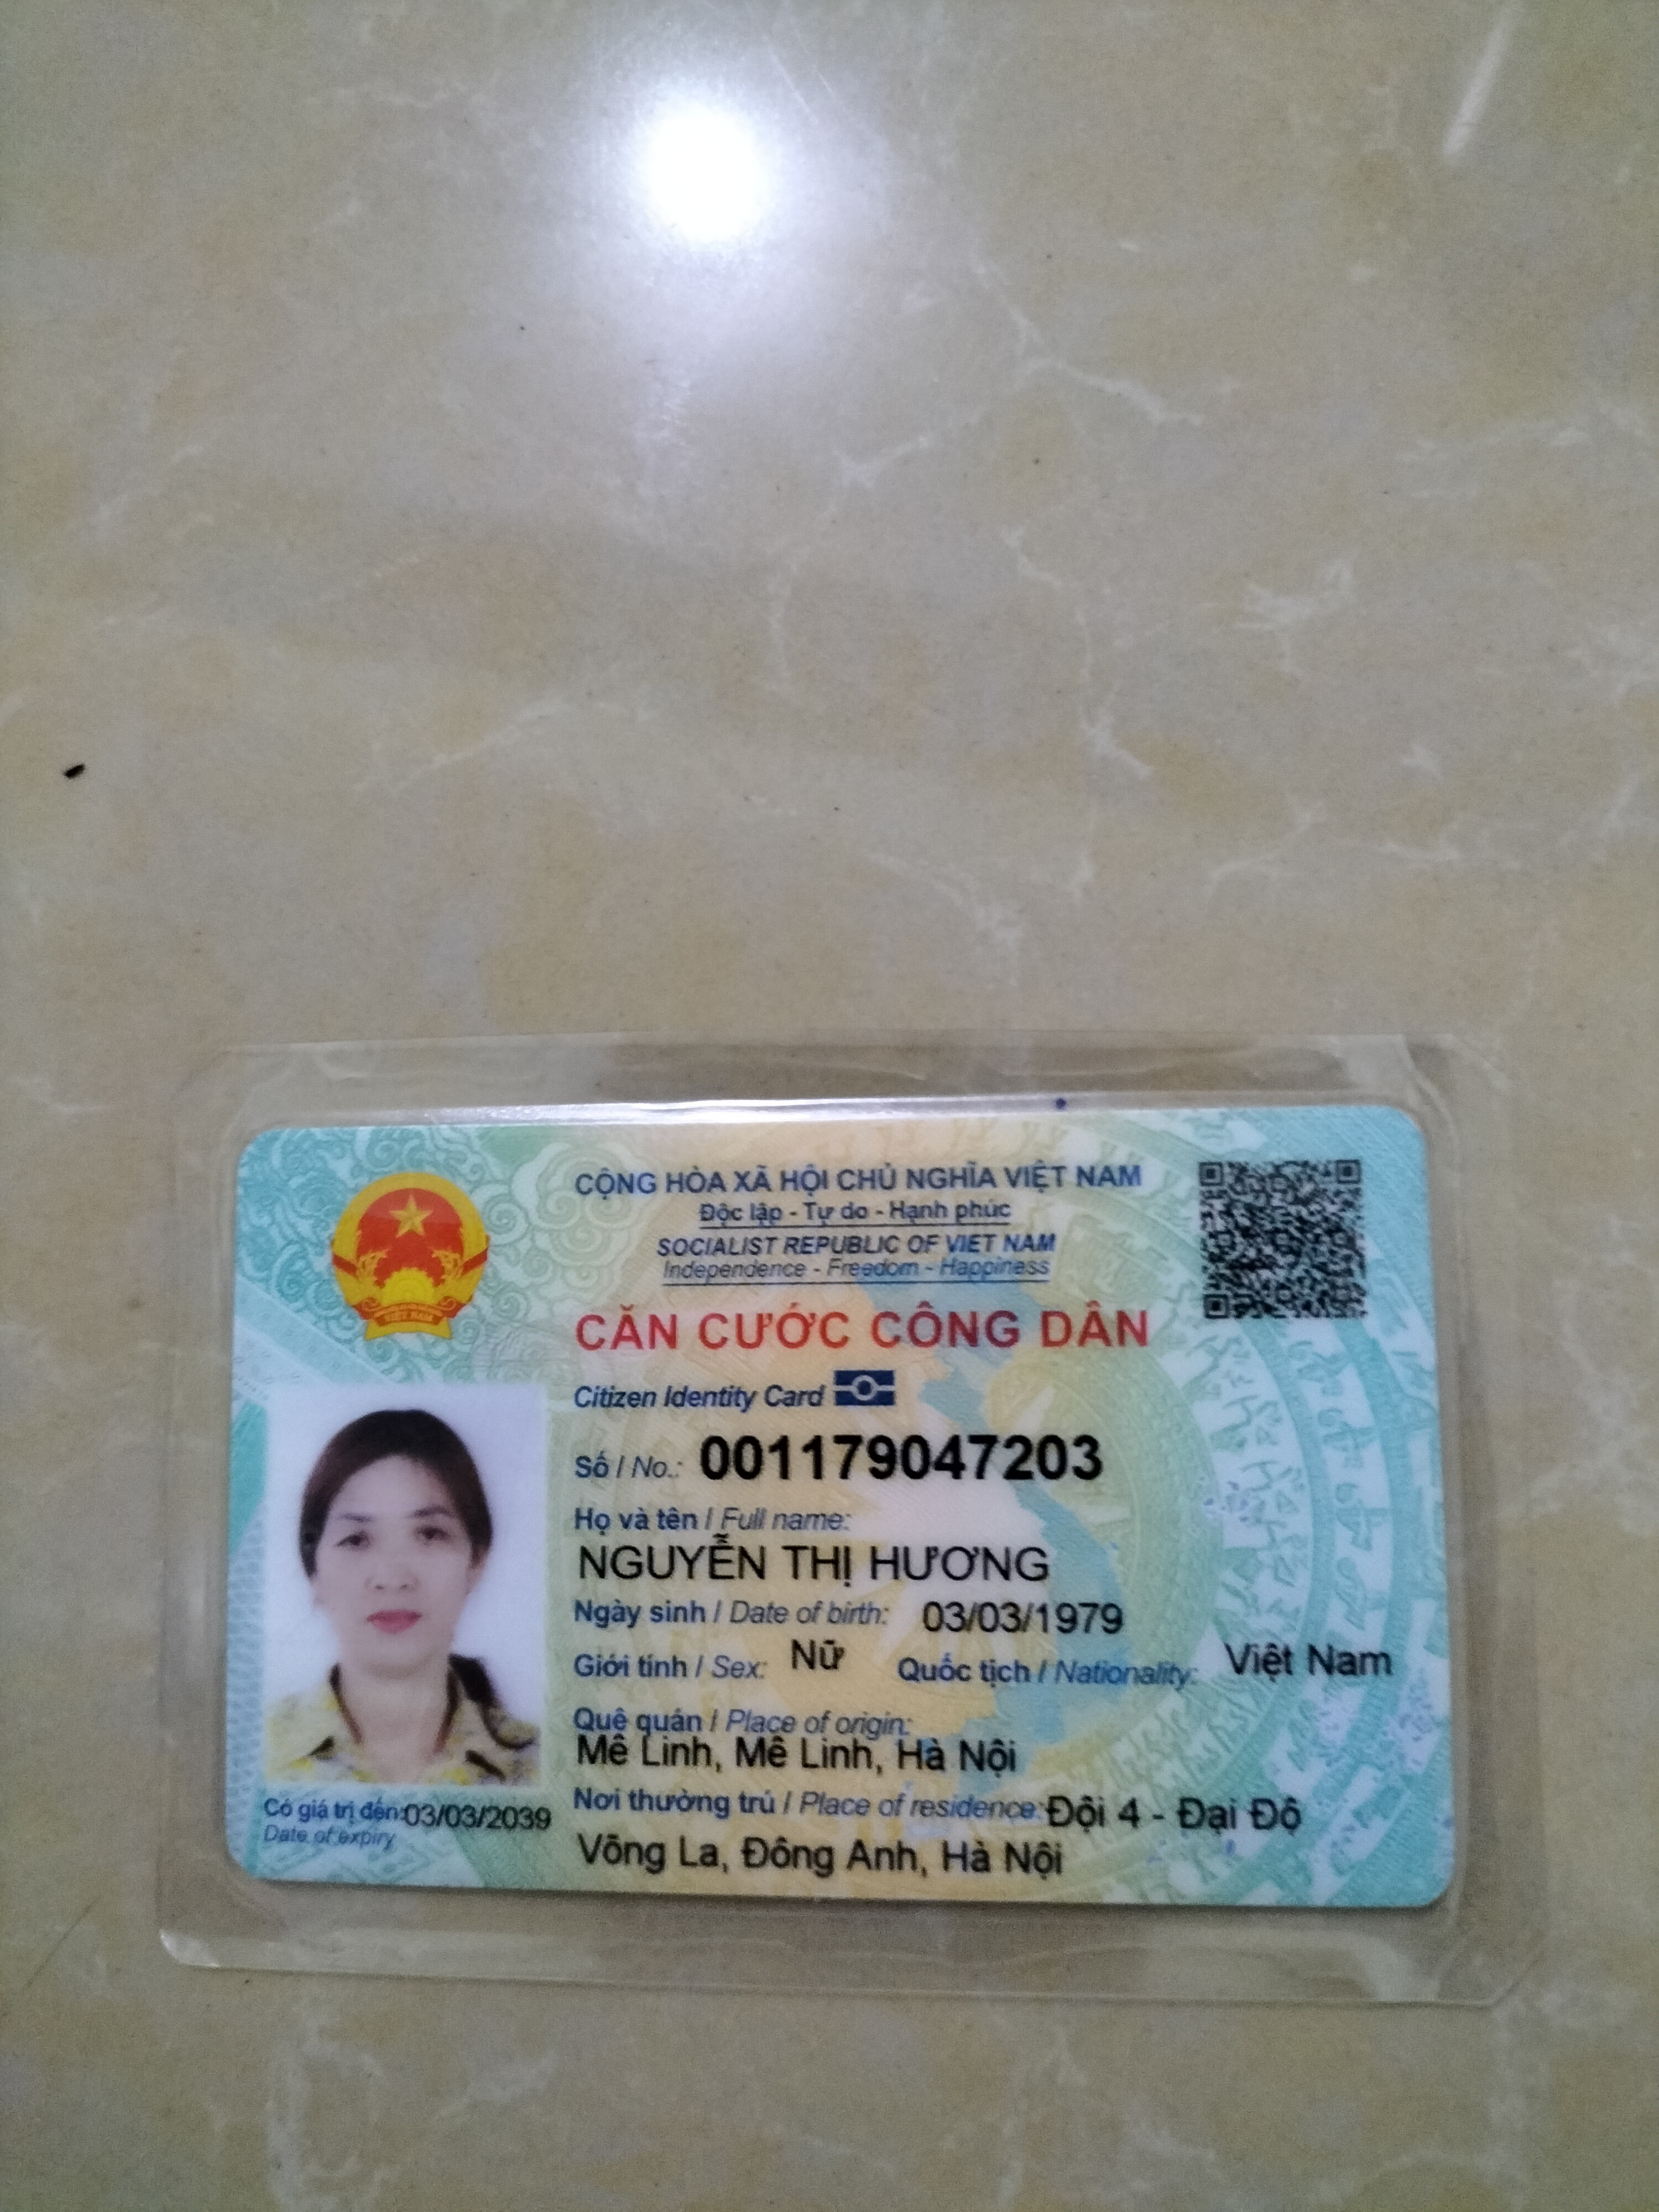 CỘNG HÒA XÃ HỘI CHỦ NGHĨA VIỆT NAM
Độc lập - Tự do - Hạnh phúc
SOCIALIST REPUBLIC OF VIET NAM
Independence - Freedom - Happiness
CĂN CƯỚC CÔNG DÂN
Citizen Identity Card
Số / No.: 001179047203
Họ và tên / Full name:
NGUYỄN THỊ HƯƠNG
Ngày sinh / Date of birth: 03/03/1979
Giới tính / Sex: Nữ Quốc tịch / Nationality: Việt Nam
Quê quán / Place of origin:
Mê Linh, Mê Linh, Hà Nội
Nơi thường trú / Place of residence: Đội 4 - Đại Độ
Võng La, Đông Anh, Hà Nội
Có giá trị đến: 03/03/2039
Date of expiry
VIỆT NAM